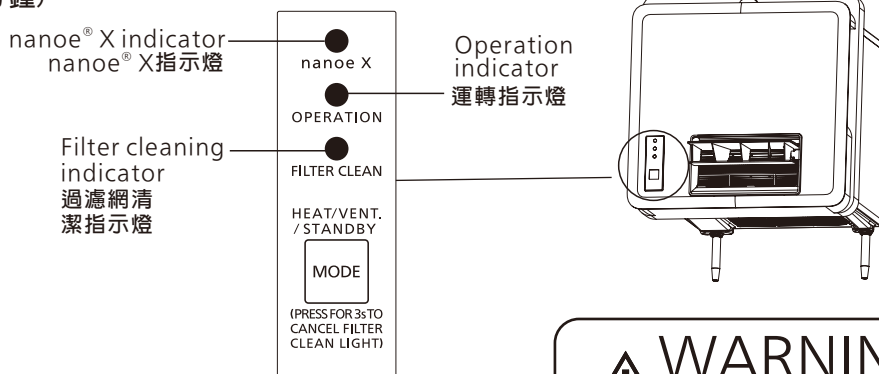 nanoe® X indicator
nanoe® X指示燈
Filter cleaning
indicator
過濾網清
潔指示燈
nanoe X
OPERATION
FILTER CLEAN
HEAT/VENT.
/ STANDBY
MODE
(PRESS FOR 3s TO
CANCEL FILTER
CLEAN LIGHT)
Operation
indicator
運轉指示燈